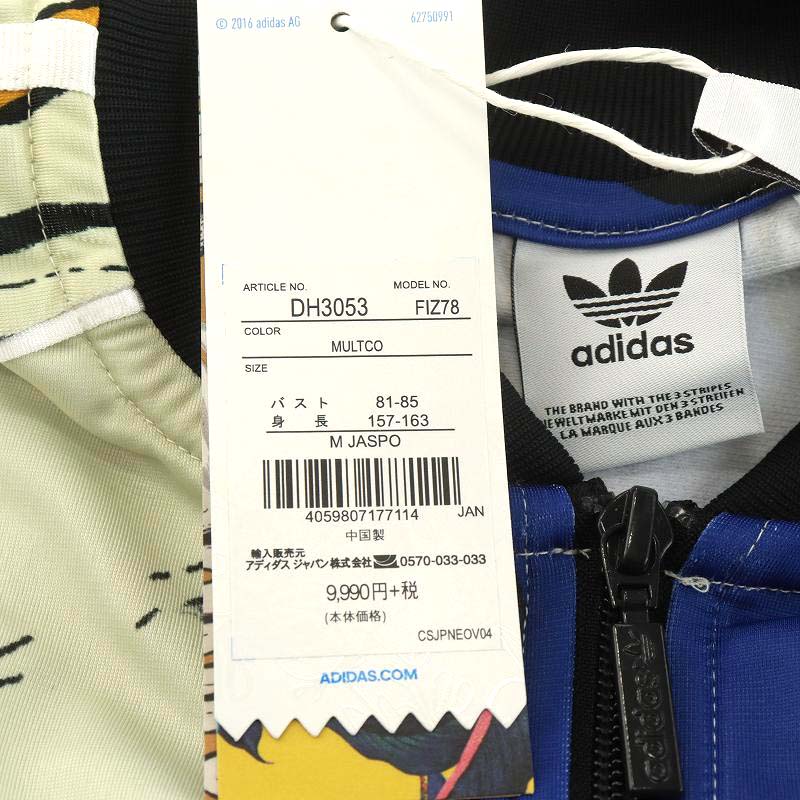 © 2016 adidas AG
62750991
ARTICLE NO.
MODEL NO.
DH3053
FIZ78
COLOR
MULTCO
SIZE
バスト 81-85
身長 157-163
M JASPO
4059807177114 JAN
中国製
輸入販売元
アディダス ジャパン株式会社 0570-033-033
9,990円+税
(本体価格)
CSJPNEOV04
ADIDAS.COM
adidas
THE BRAND WITH THE 3 STRIPES
IE WELTMARKE MIT DEN 3 STREIFEN
LA MARQUE AUX 3 BANDES
adidas